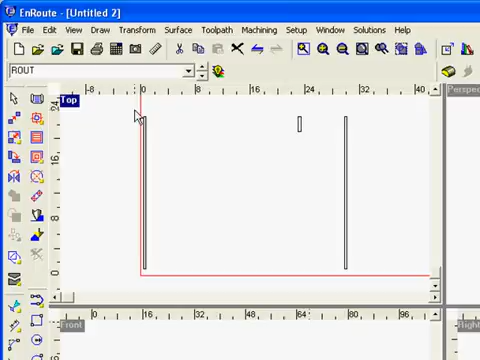 EnRoute - [Untitled 2]
File Edit View Draw Transform Surface Toolpath Machining Setup Window Solutions Help
ROUT
-8 0 8 16 24 32 40
Top
24
16
8
0
0 16 32 48 64 80 96
Front
Perspe
Right